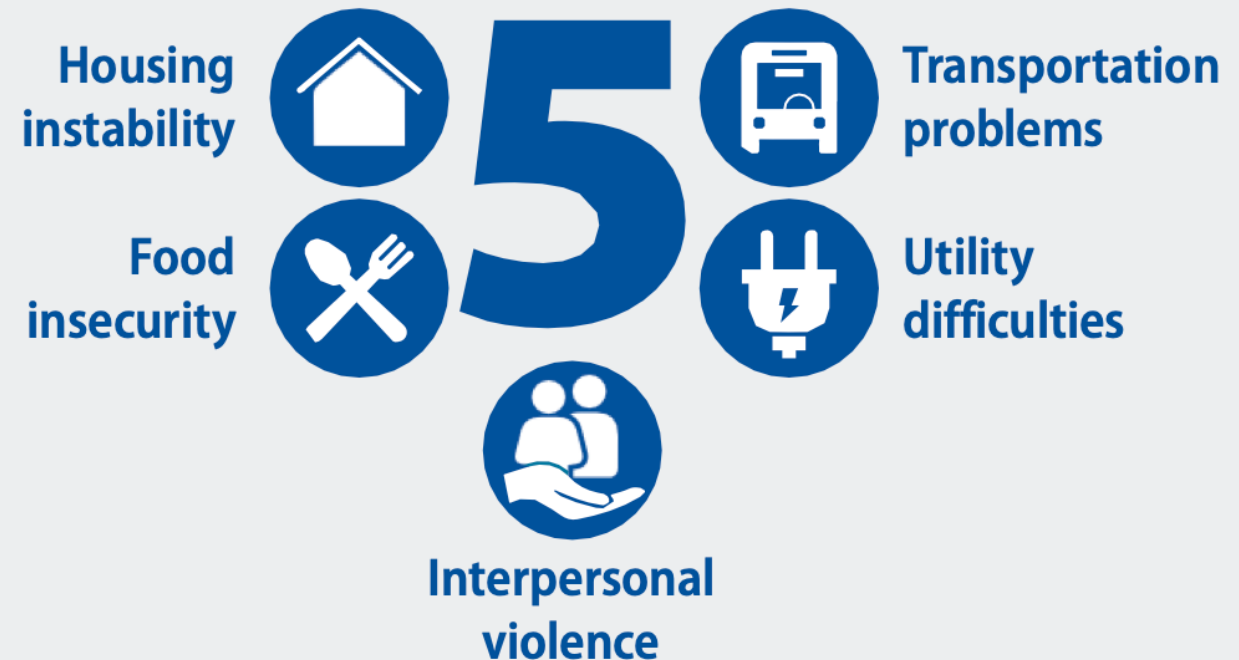 Housing
instability
5
Transportation
problems
Food
insecurity
Utility
difficulties
Interpersonal
violence